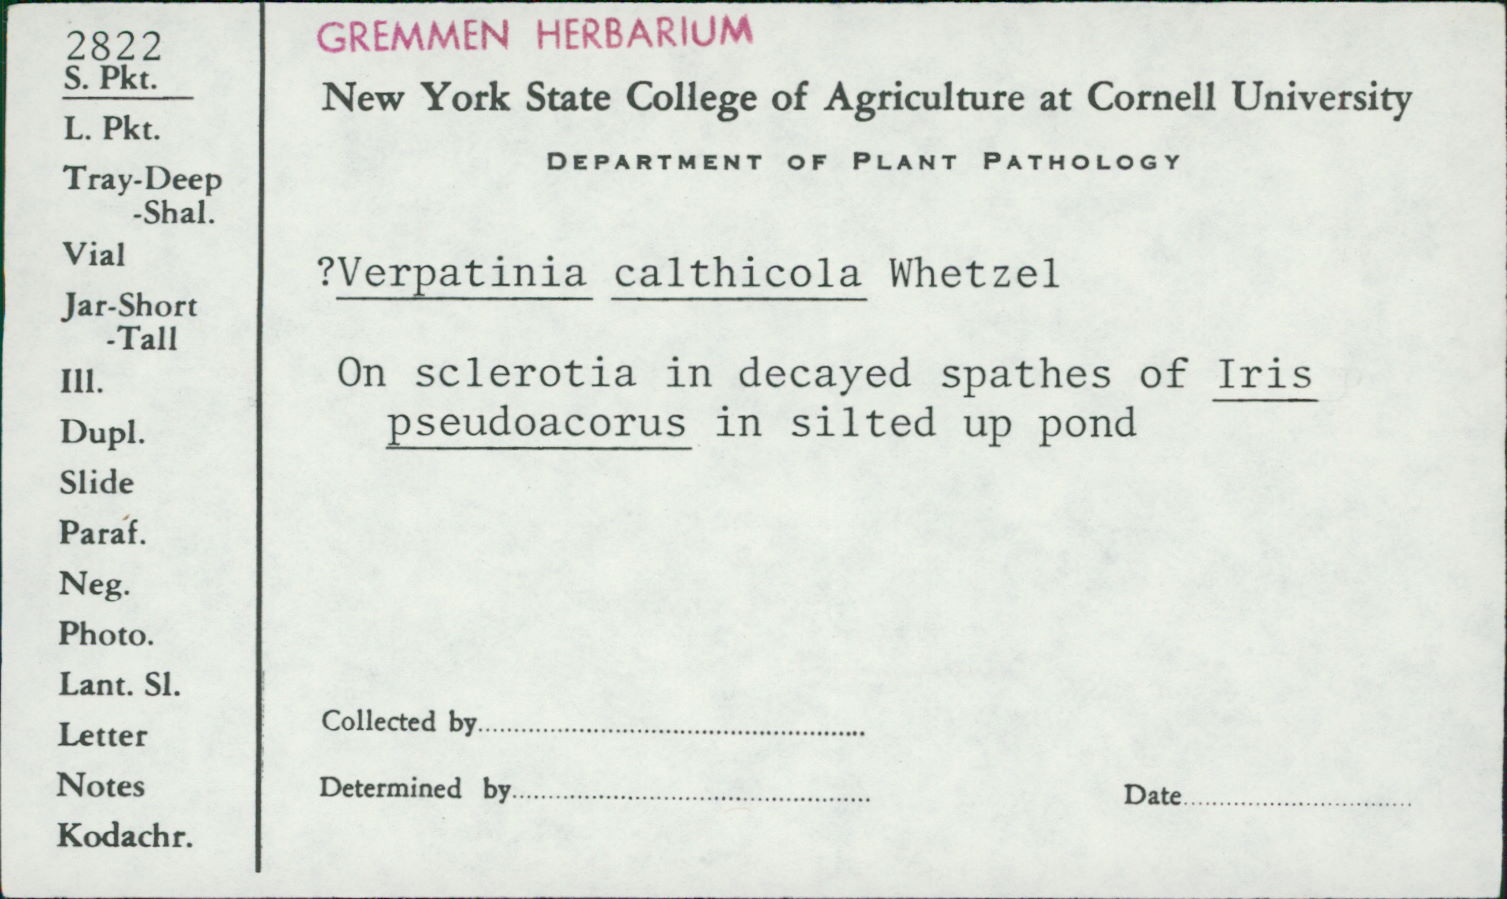 2822
S. Pkt.
L. Pkt.
Tray-Deep
-Shal.
Vial
Jar-Short
-Tall
Ill.
Dupl.
Slide
Paraf.
Neg.
Photo.
Lant. Sl.
Letter
Notes
Kodachr.
GREMMEN HERBARIUM
New York State College of Agriculture at Cornell University
DEPARTMENT OF PLANT PATHOLOGY
?Verpatinia calthicola Whetzel
On sclerotia in decayed spathes of Iris
pseudoacorus in silted up pond
Collected by
Determined by
Date